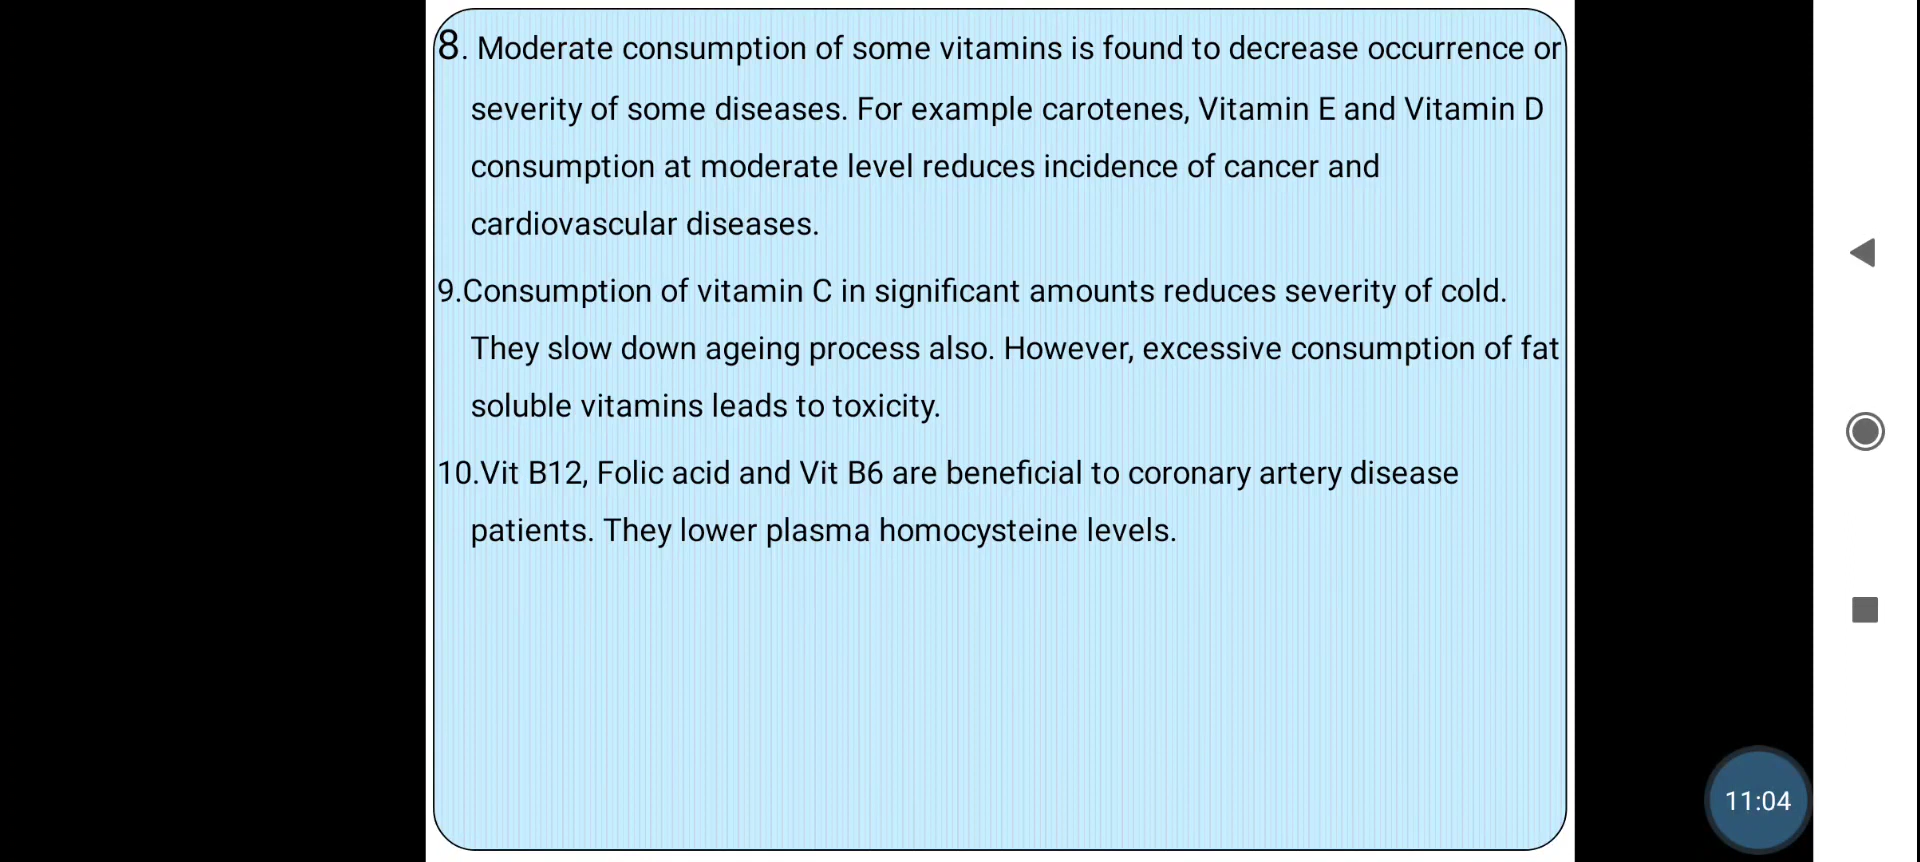 8. Moderate consumption of some vitamins is found to decrease occurrence or
severity of some diseases. For example carotenes, Vitamin E and Vitamin D
consumption at moderate level reduces incidence of cancer and
cardiovascular diseases.
9.Consumption of vitamin C in significant amounts reduces severity of cold.
They slow down ageing process also. However, excessive consumption of fat
soluble vitamins leads to toxicity.
10.Vit B12, Folic acid and Vit B6 are beneficial to coronary artery disease
patients. They lower plasma homocysteine levels.
11:04